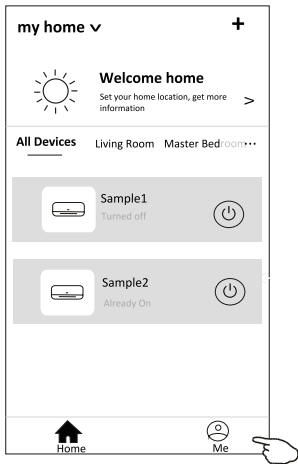 my home
Welcome home
Set your home location, get more
information
All Devices Living Room Master Bedroom
Sample1
Turned off
Sample2
Already On
Home Me